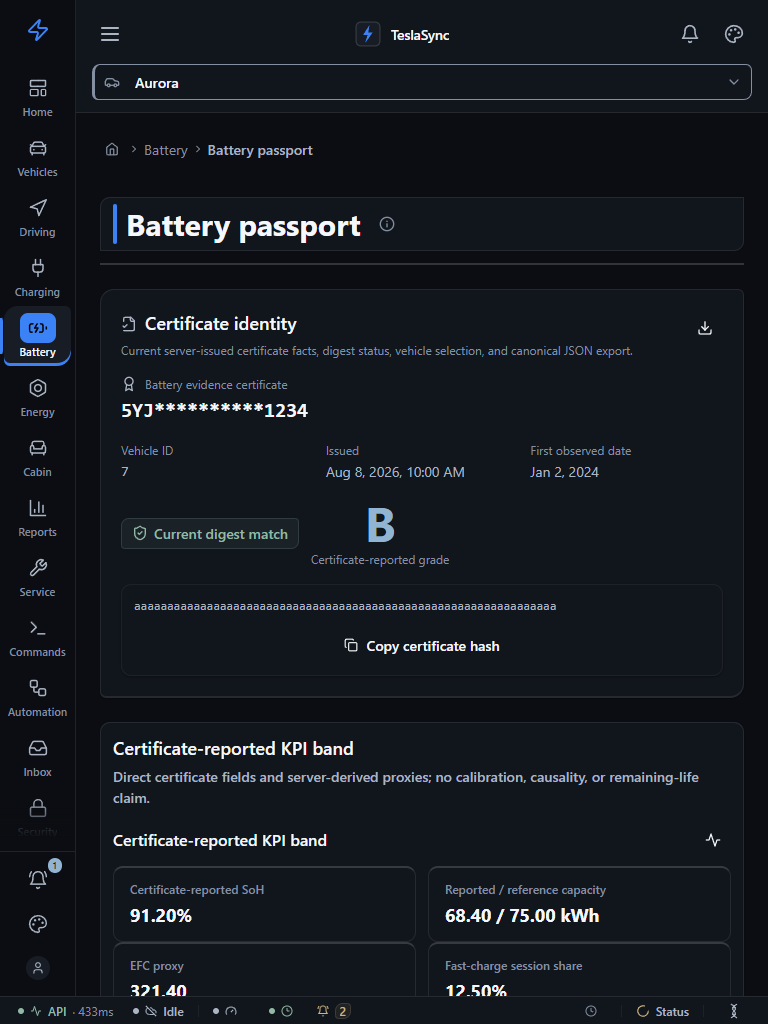 TeslaSync
Aurora
Home
Vehicles
Driving
Charging
Battery
Energy
Cabin
Reports
Service
Commands
Automation
Inbox
Security
1
Battery
Battery passport
Battery passport
Certificate identity
Current server-issued certificate facts, digest status, vehicle selection, and canonical JSON export.
Battery evidence certificate
5YJ**********1234
Vehicle ID
7
Issued
Aug 8, 2026, 10:00 AM
First observed date
Jan 2, 2024
Current digest match
B
Certificate-reported grade
aaaaaaaaaaaaaaaaaaaaaaaaaaaaaaaaaaaaaaaaaaaaaaaaaaaaaaaaaaaaaaaa
Copy certificate hash
Certificate-reported KPI band
Direct certificate fields and server-derived proxies; no calibration, causality, or remaining-life
claim.
Certificate-reported KPI band
Certificate-reported SoH
91.20%
Reported / reference capacity
68.40 / 75.00 kWh
EFC proxy
321.40
Fast-charge session share
12.50%
API · 433ms
Idle
2
Status